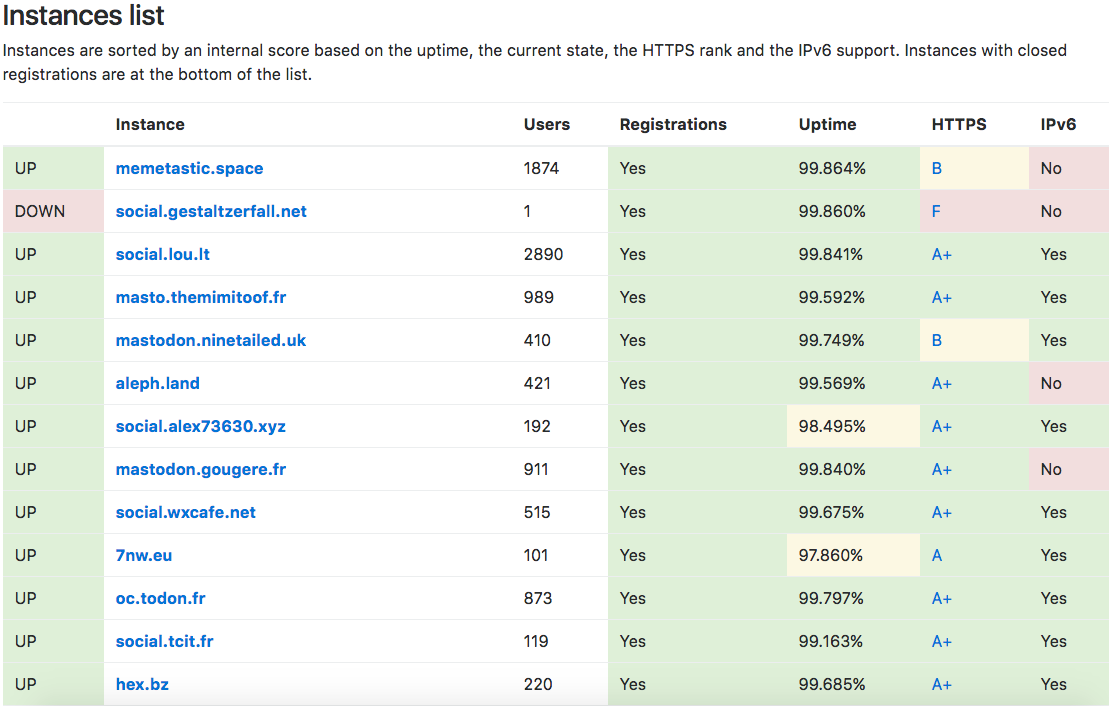 Instances list
Instances are sorted by an internal score based on the uptime, the current state, the HTTPS rank and the IPv6 support. Instances with closed
registrations are at the bottom of the list.
Instance Users Registrations Uptime HTTPS IPv6
UP memetastic.space 1874 Yes 99.864% B No
DOWN social.gestaltzerfall.net 1 Yes 99.860% F No
UP social.lou.lt 2890 Yes 99.841% A+ Yes
UP masto.themimitoof.fr 989 Yes 99.592% A+ Yes
UP mastodon.ninetailed.uk 410 Yes 99.749% B Yes
UP aleph.land 421 Yes 99.569% A+ No
UP social.alex73630.xyz 192 Yes 98.495% A+ Yes
UP mastodon.gougere.fr 911 Yes 99.840% A+ No
UP social.wxcafe.net 515 Yes 99.675% A+ Yes
UP 7nw.eu 101 Yes 97.860% A Yes
UP oc.todon.fr 873 Yes 99.797% A+ Yes
UP social.tcit.fr 119 Yes 99.163% A+ Yes
UP hex.bz 220 Yes 99.685% A+ Yes